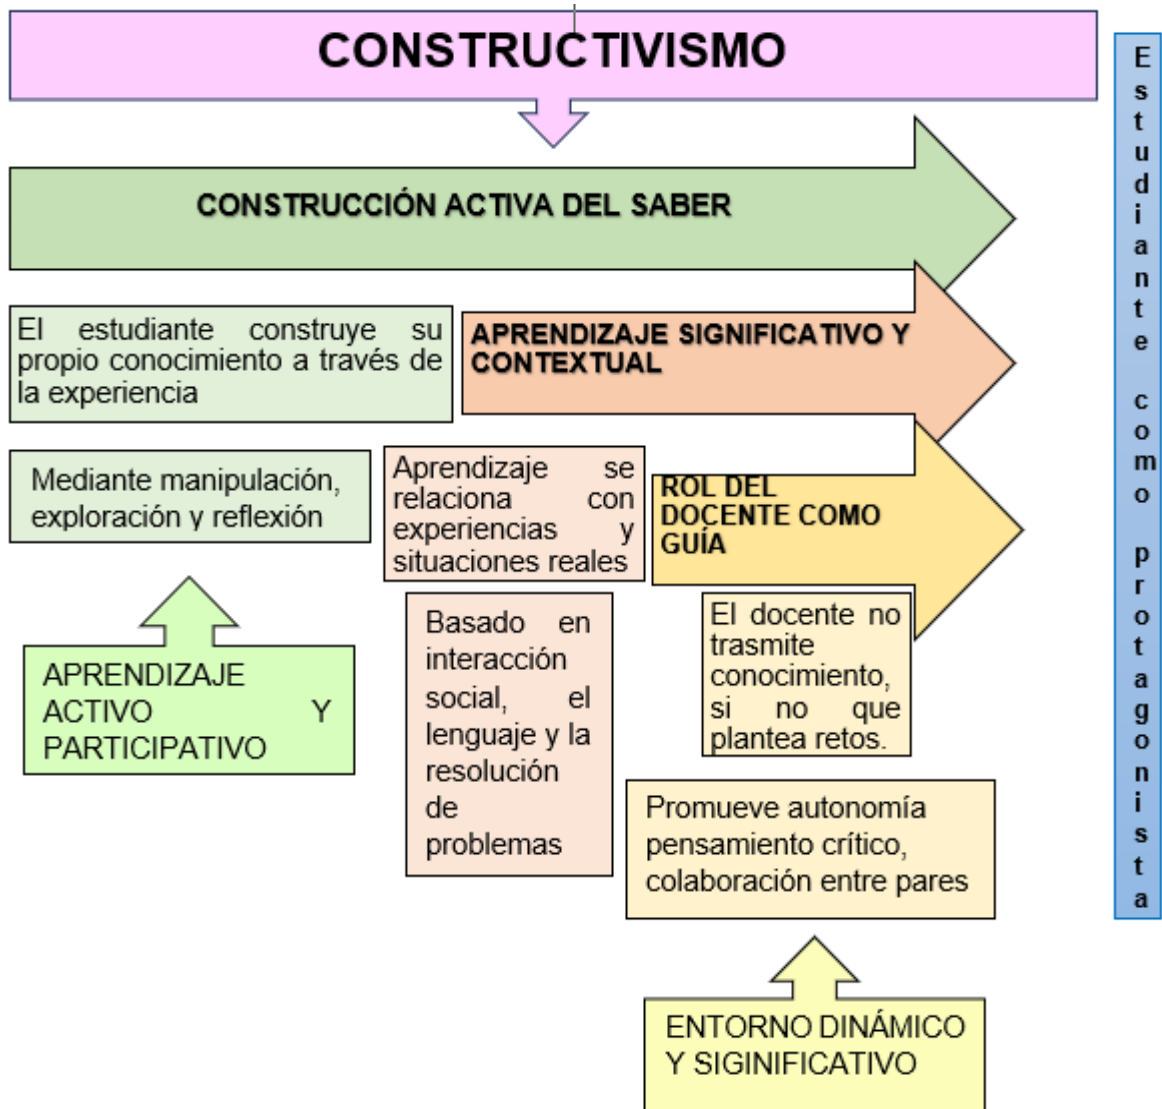 CONSTRUCTIVISMO
CONSTRUCCIÓN ACTIVA DEL SABER
El estudiante construye su
propio conocimiento a través de
la experiencia
APRENDIZAJE SIGNIFICATIVO Y
CONTEXTUAL
Mediante manipulación,
exploración y reflexión
Aprendizaje se
relaciona con
experiencias y
situaciones reales
ROL DEL
DOCENTE COMO
GUÍA
APRENDIZAJE
ACTIVO Y
PARTICIPATIVO
Basado en
interacción
social, el
lenguaje y la
resolución
de
problemas
El docente no
trasmite
conocimiento,
si no que
plantea retos.
Promueve autonomía
pensamiento crítico,
colaboración entre pares
ENTORNO DINÁMICO
Y SIGINIFICATIVO
Estudiante como protagonista